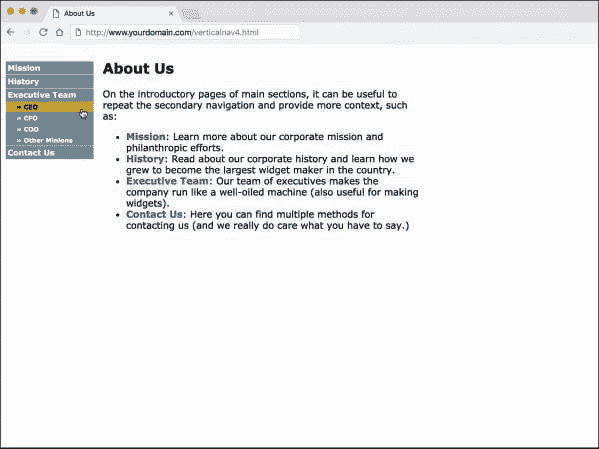 About Us
http://www.yourdomain.com/verticalnav4.html
Mission
History
Executive Team
» CEO
» CFO
» COO
» Other Minions
Contact Us
About Us
On the introductory pages of main sections, it can be useful to
repeat the secondary navigation and provide more context, such
as:
• Mission: Learn more about our corporate mission and
philanthropic efforts.
• History: Read about our corporate history and learn how we
grew to become the largest widget maker in the country.
• Executive Team: Our team of executives makes the
company run like a well-oiled machine (also useful for making
widgets).
• Contact Us: Here you can find multiple methods for
contacting us (and we really do care what you have to say.)